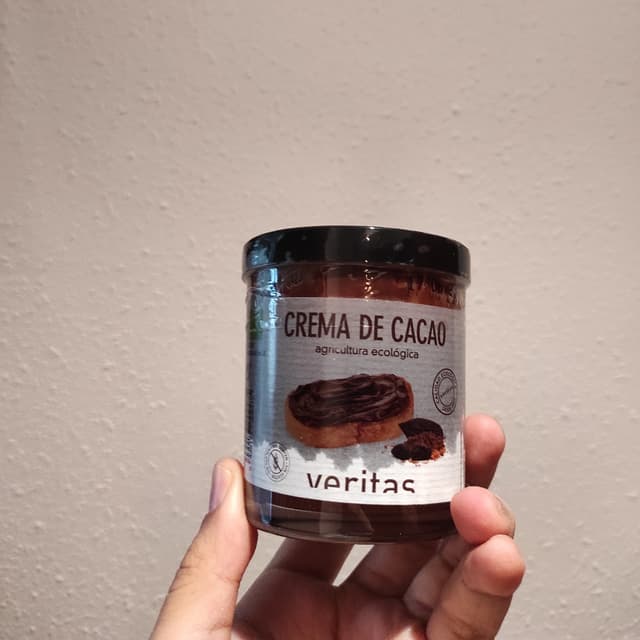 CREMA DE CACAO
agricultura ecológica
veritas